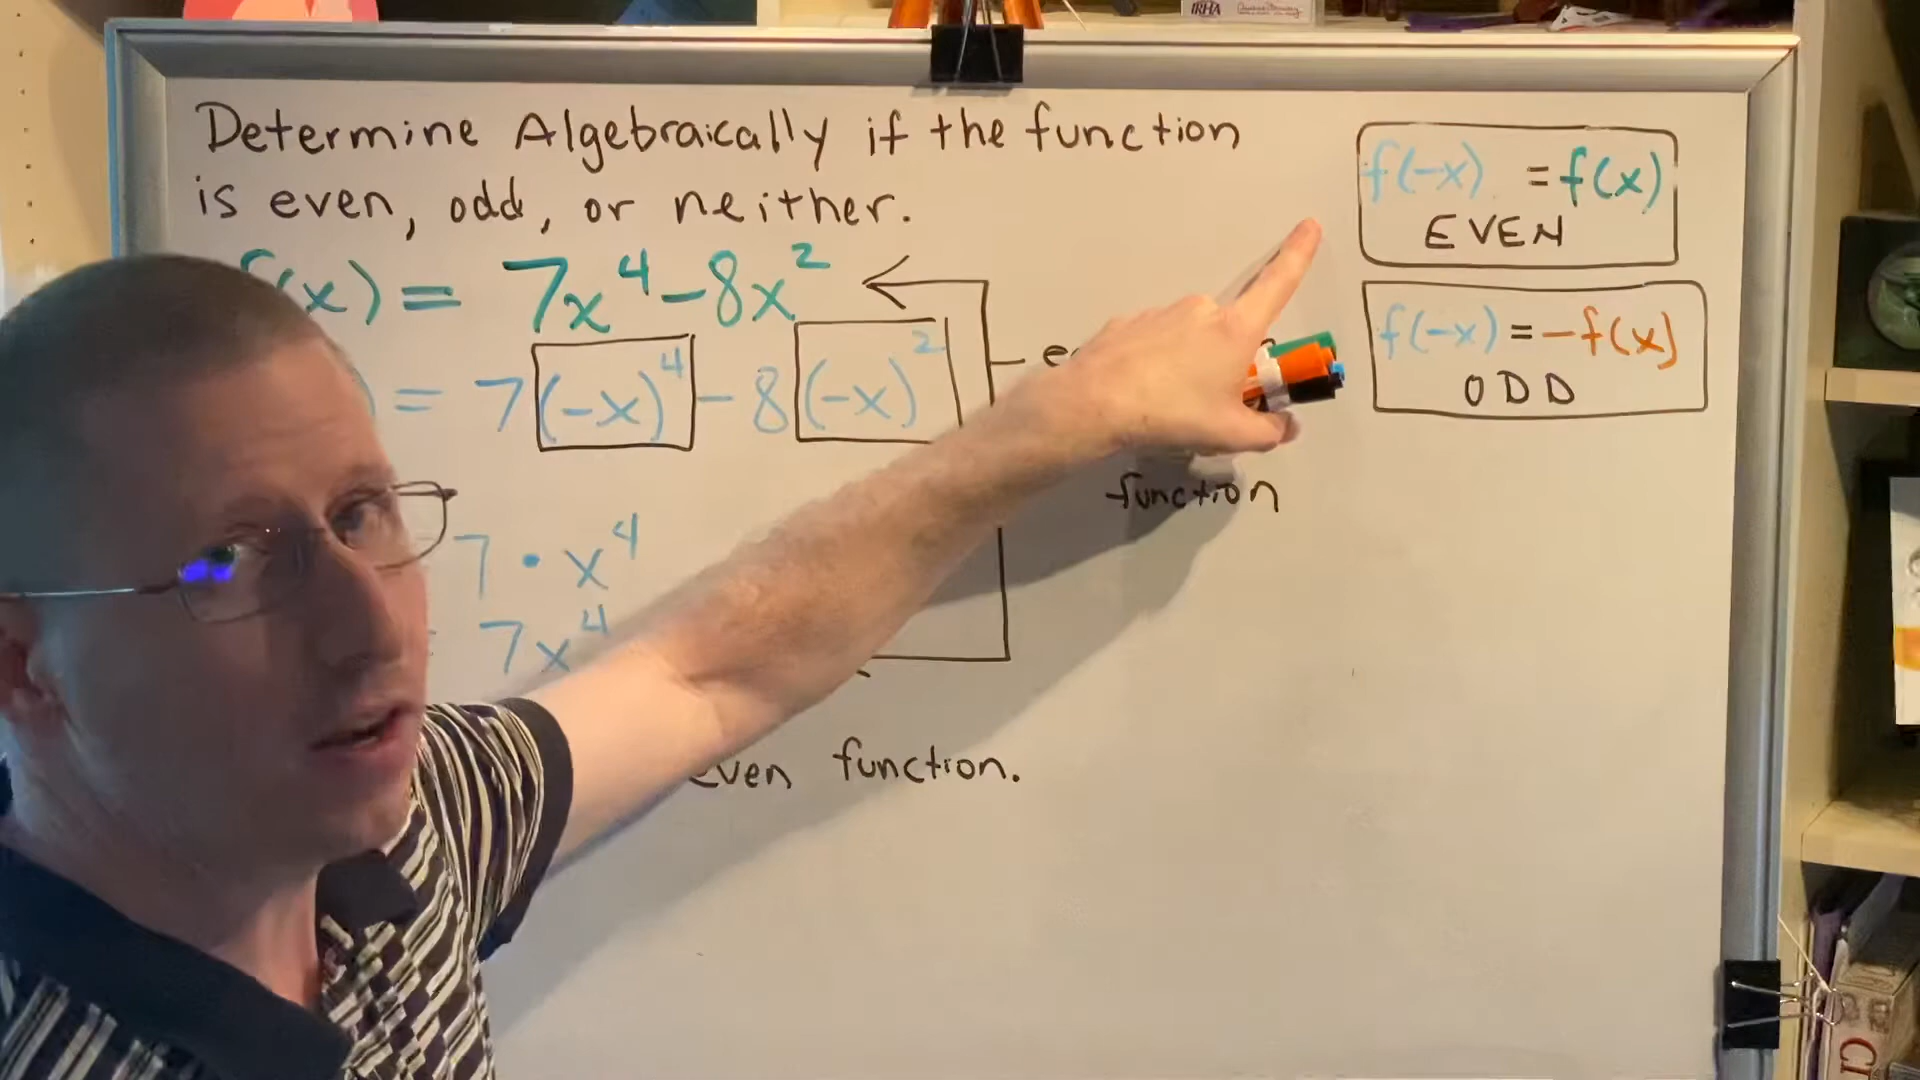 Determine Algebraically if the function
is even, odd, or neither.
f(x) = 7x⁴-8x²
) = 7(-x)⁴ - 8(-x)²
7 · x⁴
7x⁴
function
even function.
f(-x) = f(x)
EVEN
f(-x) = -f(x)
ODD
IRHA